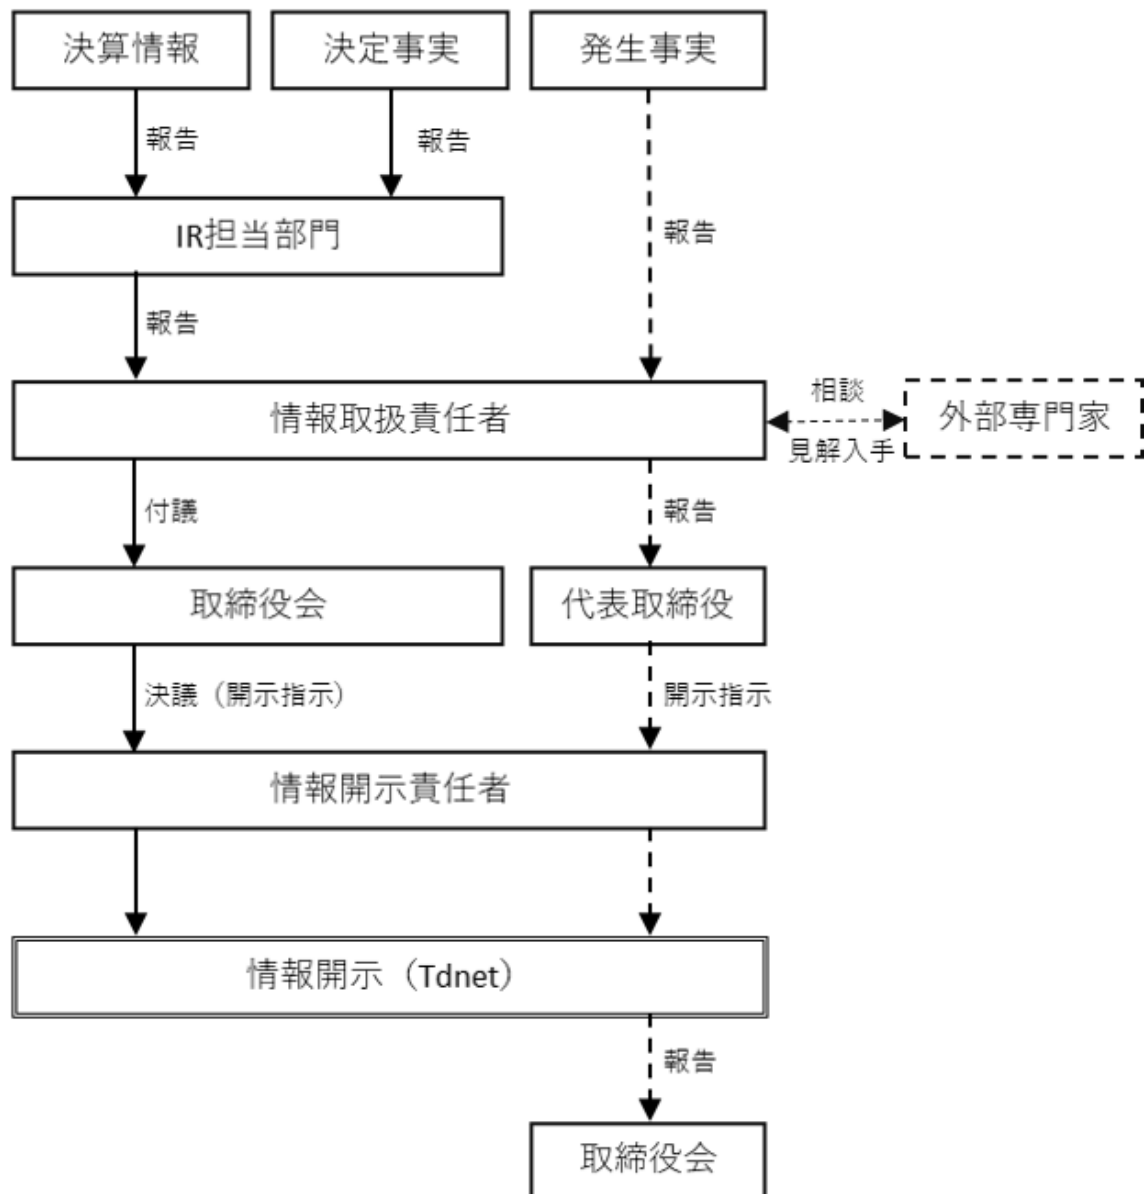 決算情報
決定事実
発生事実
報告
報告
IR担当部門
報告
報告
情報取扱責任者
相談
見解入手
外部専門家
付議
報告
取締役会
代表取締役
決議（開示指示）
開示指示
情報開示責任者
情報開示（Tdnet）
報告
取締役会